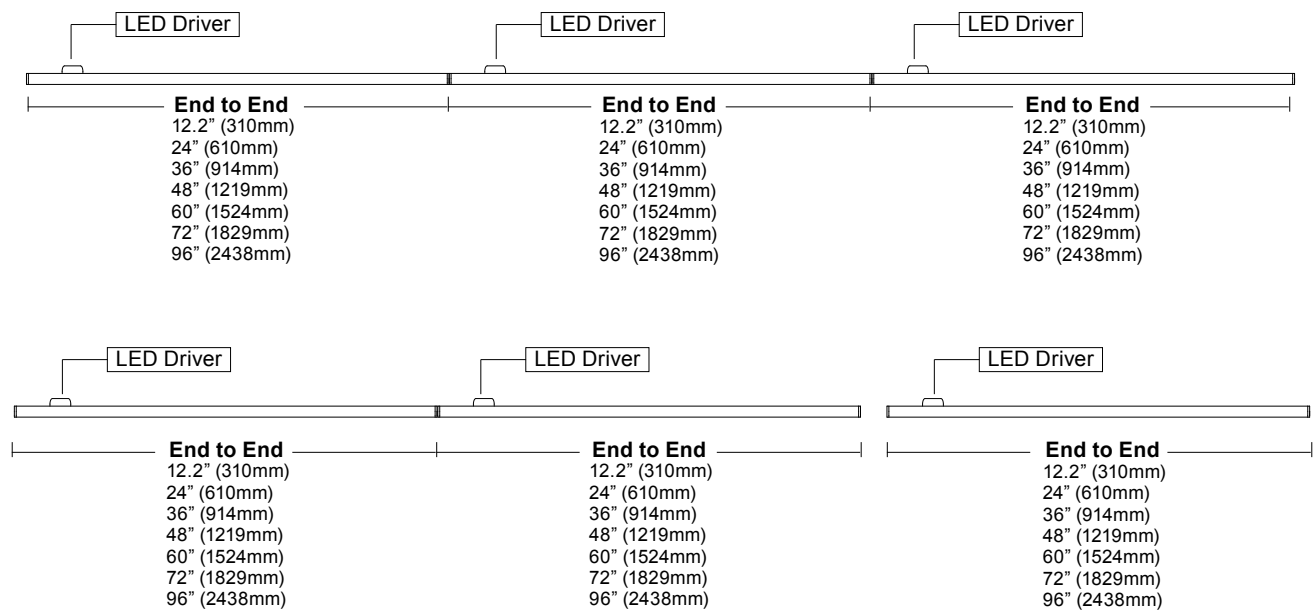 LED Driver
LED Driver
LED Driver
End to End
12.2” (310mm)
24” (610mm)
36” (914mm)
48” (1219mm)
60” (1524mm)
72” (1829mm)
96” (2438mm)
End to End
12.2” (310mm)
24” (610mm)
36” (914mm)
48” (1219mm)
60” (1524mm)
72” (1829mm)
96” (2438mm)
End to End
12.2” (310mm)
24” (610mm)
36” (914mm)
48” (1219mm)
60” (1524mm)
72” (1829mm)
96” (2438mm)
LED Driver
LED Driver
LED Driver
End to End
12.2” (310mm)
24” (610mm)
36” (914mm)
48” (1219mm)
60” (1524mm)
72” (1829mm)
96” (2438mm)
End to End
12.2” (310mm)
24” (610mm)
36” (914mm)
48” (1219mm)
60” (1524mm)
72” (1829mm)
96” (2438mm)
End to End
12.2” (310mm)
24” (610mm)
36” (914mm)
48” (1219mm)
60” (1524mm)
72” (1829mm)
96” (2438mm)